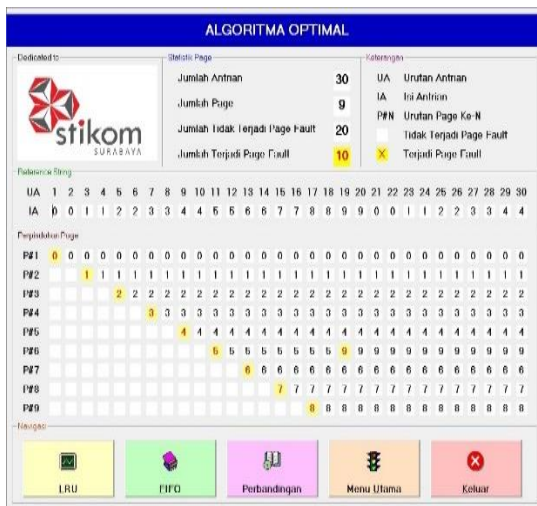 ALGORITMA OPTIMAL
Dedicated to
Statistik Page
Keterangan
stikom
SURABAYA
Jumlah Antrian 30
Jumlah Page 9
Jumlah Tidak Terjadi Page Fault 20
Jumlah Terjadi Page Fault 10
UA Urutan Antrian
IA Isi Antrian
P#N Urutan Page Ke-N
Tidak Terjadi Page Fault
X Terjadi Page Fault
Reference String
UA 1 2 3 4 5 6 7 8 9 10 11 12 13 14 15 16 17 18 19 20 21 22 23 24 25 26 27 28 29 30
IA 0 0 1 1 2 2 3 3 4 4 5 5 6 6 7 7 8 8 9 9 0 0 1 1 2 2 3 3 4 4
Perpindahan Page
P#1 0 0 0 0 0 0 0 0 0 0 0 0 0 0 0 0 0 0 0 0 0 0 0 0 0 0 0 0 0 0
P#2 1 1 1 1 1 1 1 1 1 1 1 1 1 1 1 1 1 1 1 1 1 1 1 1 1 1 1 1
P#3 2 2 2 2 2 2 2 2 2 2 2 2 2 2 2 2 2 2 2 2 2 2 2 2 2 2
P#4 3 3 3 3 3 3 3 3 3 3 3 3 3 3 3 3 3 3 3 3 3 3 3 3
P#5 4 4 4 4 4 4 4 4 4 4 4 4 4 4 4 4 4 4 4 4 4 4
P#6 5 5 5 5 5 5 5 5 9 9 9 9 9 9 9 9 9 9 9 9
P#7 6 6 6 6 6 6 6 6 6 6 6 6 6 6 6 6 6 6
P#8 7 7 7 7 7 7 7 7 7 7 7 7 7 7 7 7
P#9 8 8 8 8 8 8 8 8 8 8 8 8 8 8
Navigasi
LRU
FIFO
Perbandingan
Menu Utama
Keluar